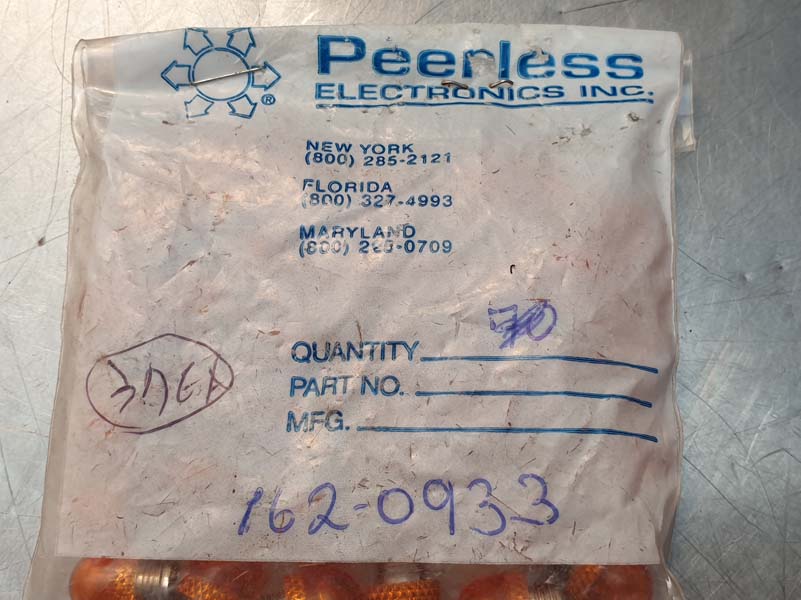 Peerless
®
ELECTRONICS INC.
NEW YORK
(800) 285-2121
FLORIDA
(800) 327-4993
MARYLAND
QUANTITY
PART NO.
MFG.
162-0933